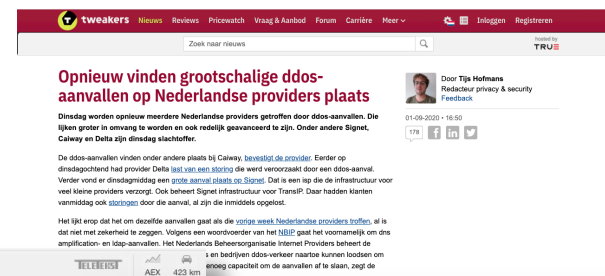 tweakers Nieuws Reviews Pricewatch Vraag & Aanbod Forum Carrière Meer Inloggen Registreren
Zoek naar nieuws
hosted by
TRUE
Opnieuw vinden grootschalige ddos-
aanvallen op Nederlandse providers plaats
Dinsdag worden opnieuw meerdere Nederlandse providers getroffen door ddos-aanvallen. Die
lijken groter in omvang te worden en ook redelijk geavanceerd te zijn. Onder andere Signet,
Caiway en Delta zijn dinsdag slachtoffer.
Door Tijs Hofmans
Redacteur privacy & security
Feedback
01-09-2020 • 16:50
178
De ddos-aanvallen vinden onder andere plaats bij Caiway, bevestigt de provider. Eerder op
dinsdagochtend had provider Delta last van een storing die werd veroorzaakt door een ddos-aanval.
Verder vond er dinsdagmiddag een grote aanval plaats op Signet. Dat is een isp die de infrastructuur voor
veel kleine providers verzorgt. Ook beheert Signet infrastructuur voor TransIP. Daar hadden klanten
vanmiddag ook storingen door die aanval, al zijn die inmiddels opgelost.
Het lijkt erop dat het om dezelfde aanvallen gaat als die vorige week Nederlandse providers troffen, al is
dat niet met zekerheid te zeggen. Volgens een woordvoerder van het NBIP gaat het voornamelijk om dns
amplification- en ldap-aanvallen. Het Nederlands Beheersorganisatie Internet Providers beheert de
s en bedrijven ddos-verkeer naartoe kunnen loodsen om
enoeg capaciteit om de aanvallen af te slaan, zegt de
TELETEKST
AEX 423 km